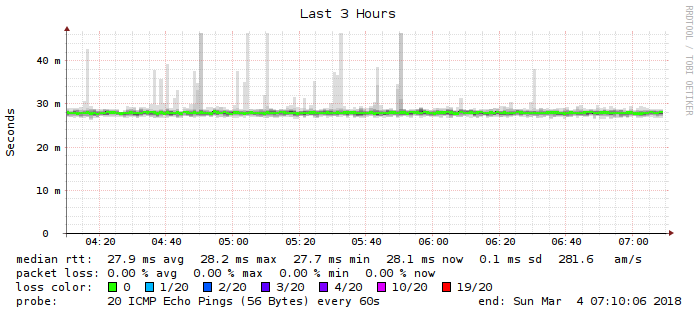 Last 3 Hours
RRDTOOL / TOBI OETIKER
Seconds
40 m
30 m
20 m
10 m
0
04:20 04:40 05:00 05:20 05:40 06:00 06:20 06:40 07:00
median rtt: 27.9 ms avg 28.2 ms max 27.7 ms min 28.1 ms now 0.1 ms sd 281.6 am/s
packet loss: 0.00 % avg 0.00 % max 0.00 % min 0.00 % now
loss color: 0 1/20 2/20 3/20 4/20 10/20 19/20
probe: 20 ICMP Echo Pings (56 Bytes) every 60s end: Sun Mar 4 07:10:06 2018